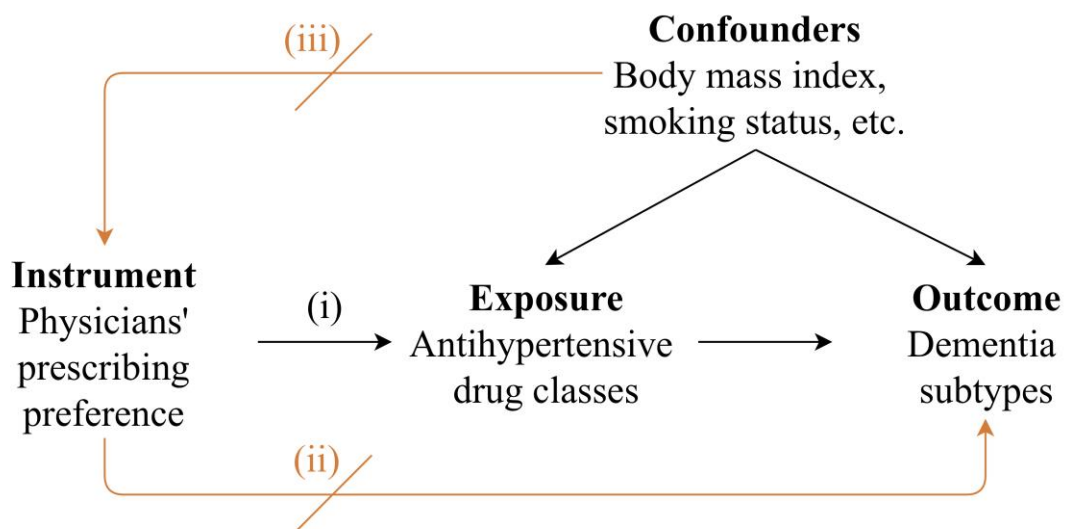 (iii)
Confounders
Body mass index,
smoking status, etc.
Instrument
Physicians'
prescribing
preference
(i)
Exposure
Antihypertensive
drug classes
Outcome
Dementia
subtypes
(ii)